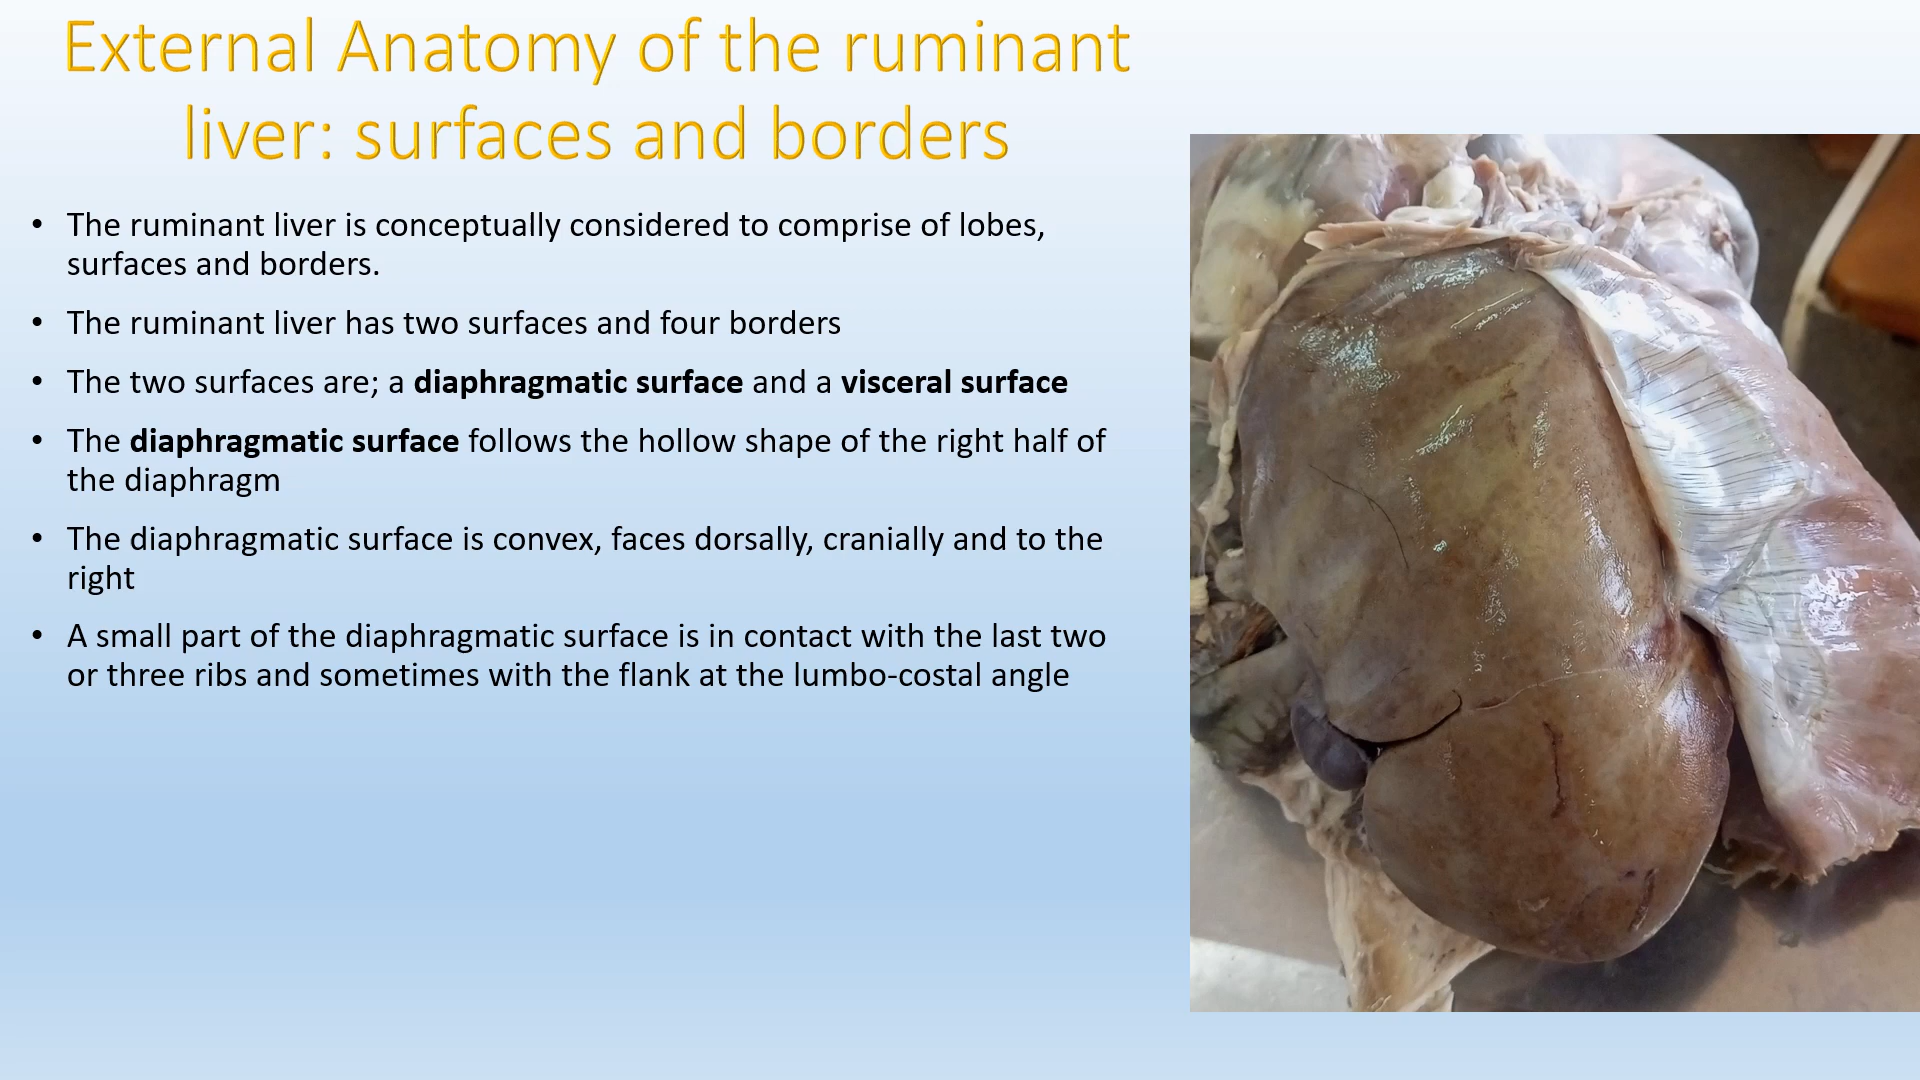 External Anatomy of the ruminant
liver: surfaces and borders
• The ruminant liver is conceptually considered to comprise of lobes,
surfaces and borders.
• The ruminant liver has two surfaces and four borders
• The two surfaces are; a diaphragmatic surface and a visceral surface
• The diaphragmatic surface follows the hollow shape of the right half of
the diaphragm
• The diaphragmatic surface is convex, faces dorsally, cranially and to the
right
• A small part of the diaphragmatic surface is in contact with the last two
or three ribs and sometimes with the flank at the lumbo-costal angle